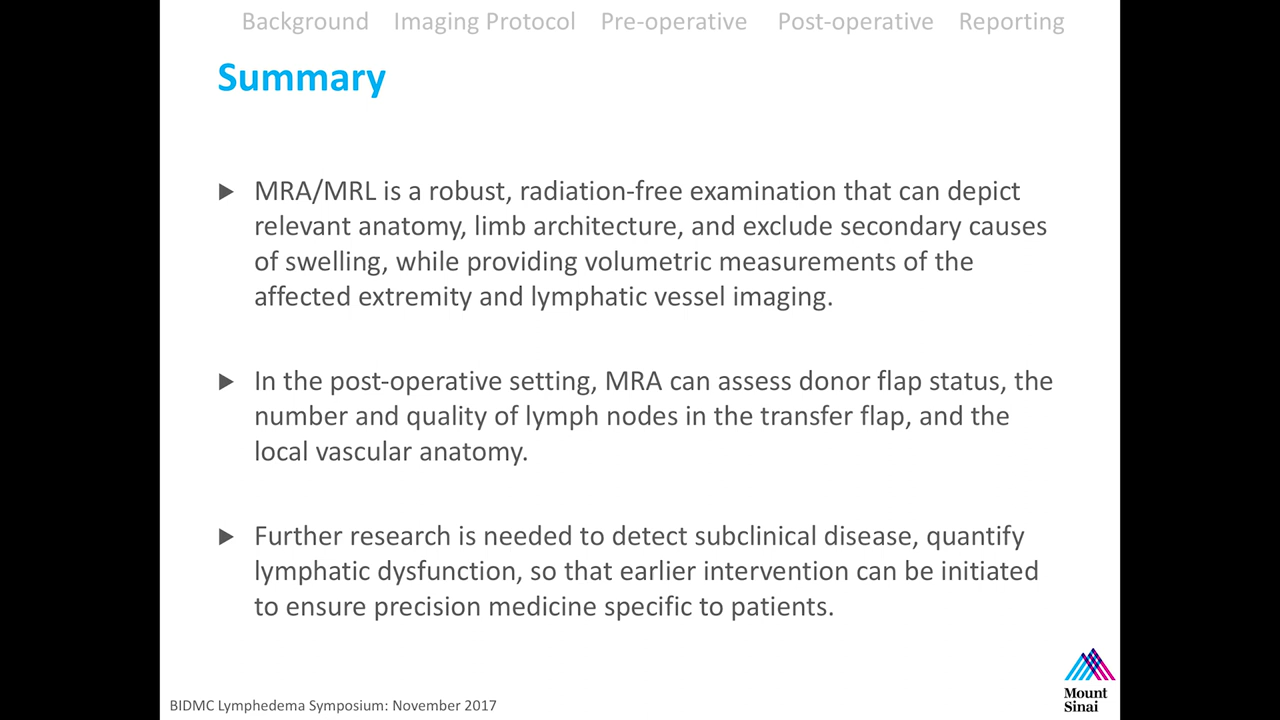 Background Imaging Protocol Pre-operative Post-operative Reporting
Summary
MRA/MRL is a robust, radiation-free examination that can depict
relevant anatomy, limb architecture, and exclude secondary causes
of swelling, while providing volumetric measurements of the
affected extremity and lymphatic vessel imaging.
In the post-operative setting, MRA can assess donor flap status, the
number and quality of lymph nodes in the transfer flap, and the
local vascular anatomy.
Further research is needed to detect subclinical disease, quantify
lymphatic dysfunction, so that earlier intervention can be initiated
to ensure precision medicine specific to patients.
Mount
Sinai
BIDMC Lymphedema Symposium: November 2017